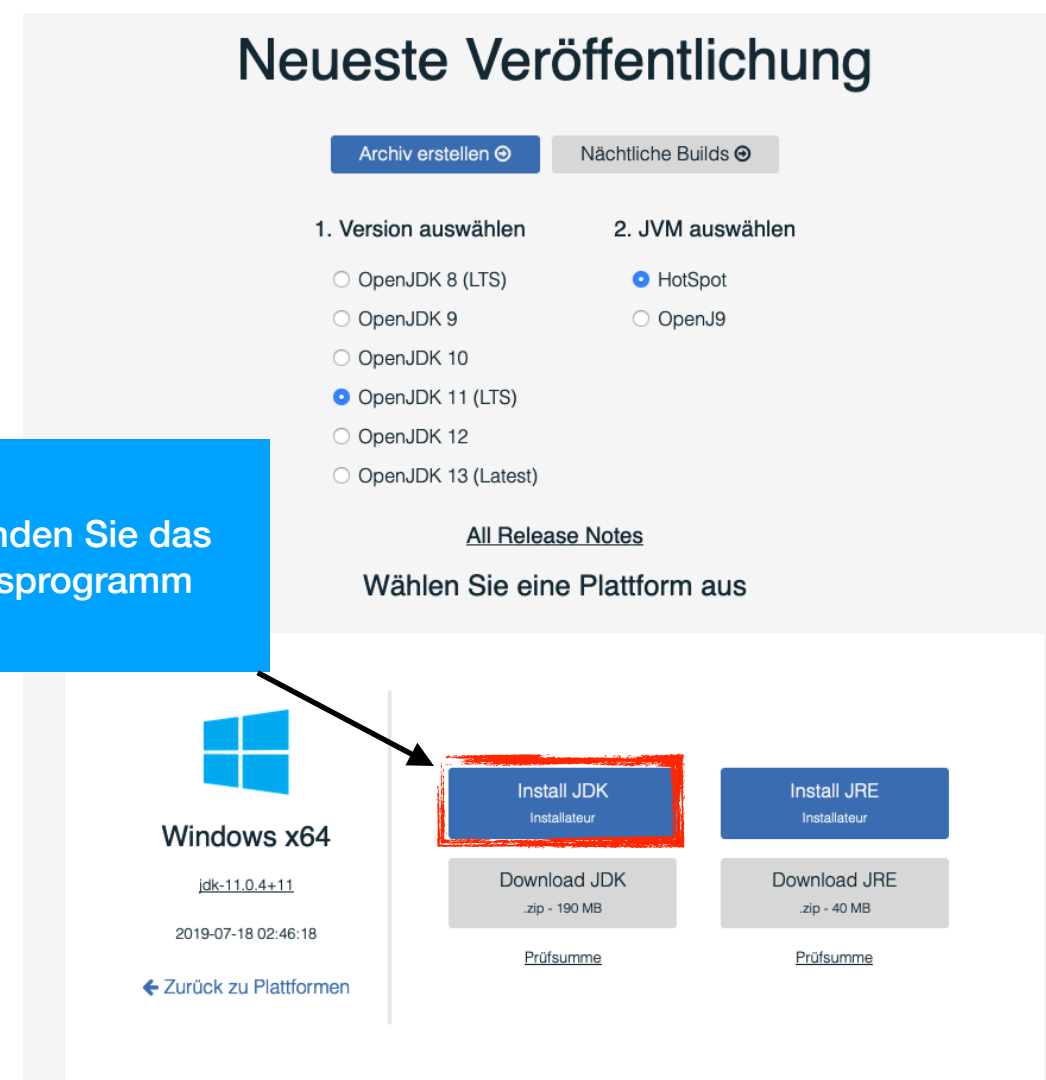 Neueste Veröffentlichung
Archiv erstellen
Nächtliche Builds
1. Version auswählen
2. JVM auswählen
OpenJDK 8 (LTS)
HotSpot
OpenJDK 9
OpenJ9
OpenJDK 10
OpenJDK 11 (LTS)
OpenJDK 12
OpenJDK 13 (Latest)
nden Sie das
sprogramm
All Release Notes
Wählen Sie eine Plattform aus
Windows x64
jdk-11.0.4+11
2019-07-18 02:46:18
Zurück zu Plattformen
Install JDK
Installateur
Install JRE
Installateur
Download JDK
.zip - 190 MB
Download JRE
.zip - 40 MB
Prüfsumme
Prüfsumme